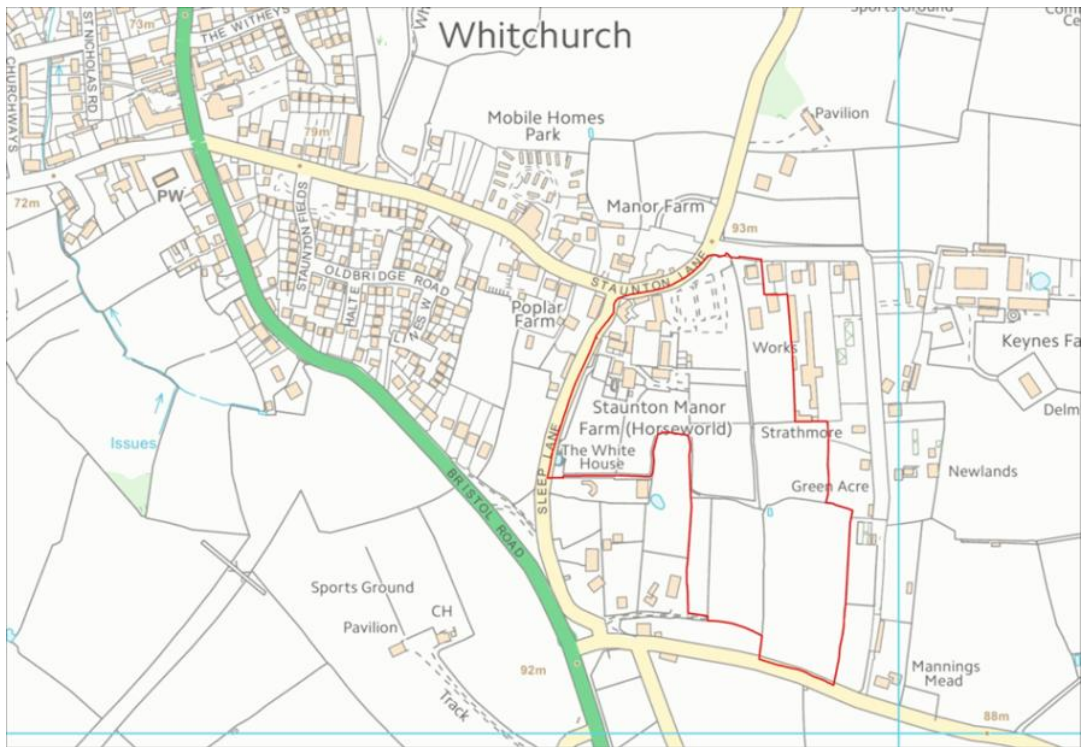 Sports Ground
73m
THE WITHEYS
ST NICHOLAS RD
CHURCHWAYS
Whitchurch
Pavilion
Mobile Homes
Park
79m
72m
PW
STAUNTON FIELDS
Manor Farm
93m
OLDBRIDGE ROAD
STAUNTON LANE
HALT E
LINES W
Poplar
Farm
Works
Keynes Fa
Delm
Issues
Staunton Manor
Farm (Horseworld)
Strathmore
The White
House
SLEEP LANE
BRISTOL ROAD
Green Acre
Newlands
Sports Ground
CH
Pavilion
92m
Track
Mannings
Mead
88m